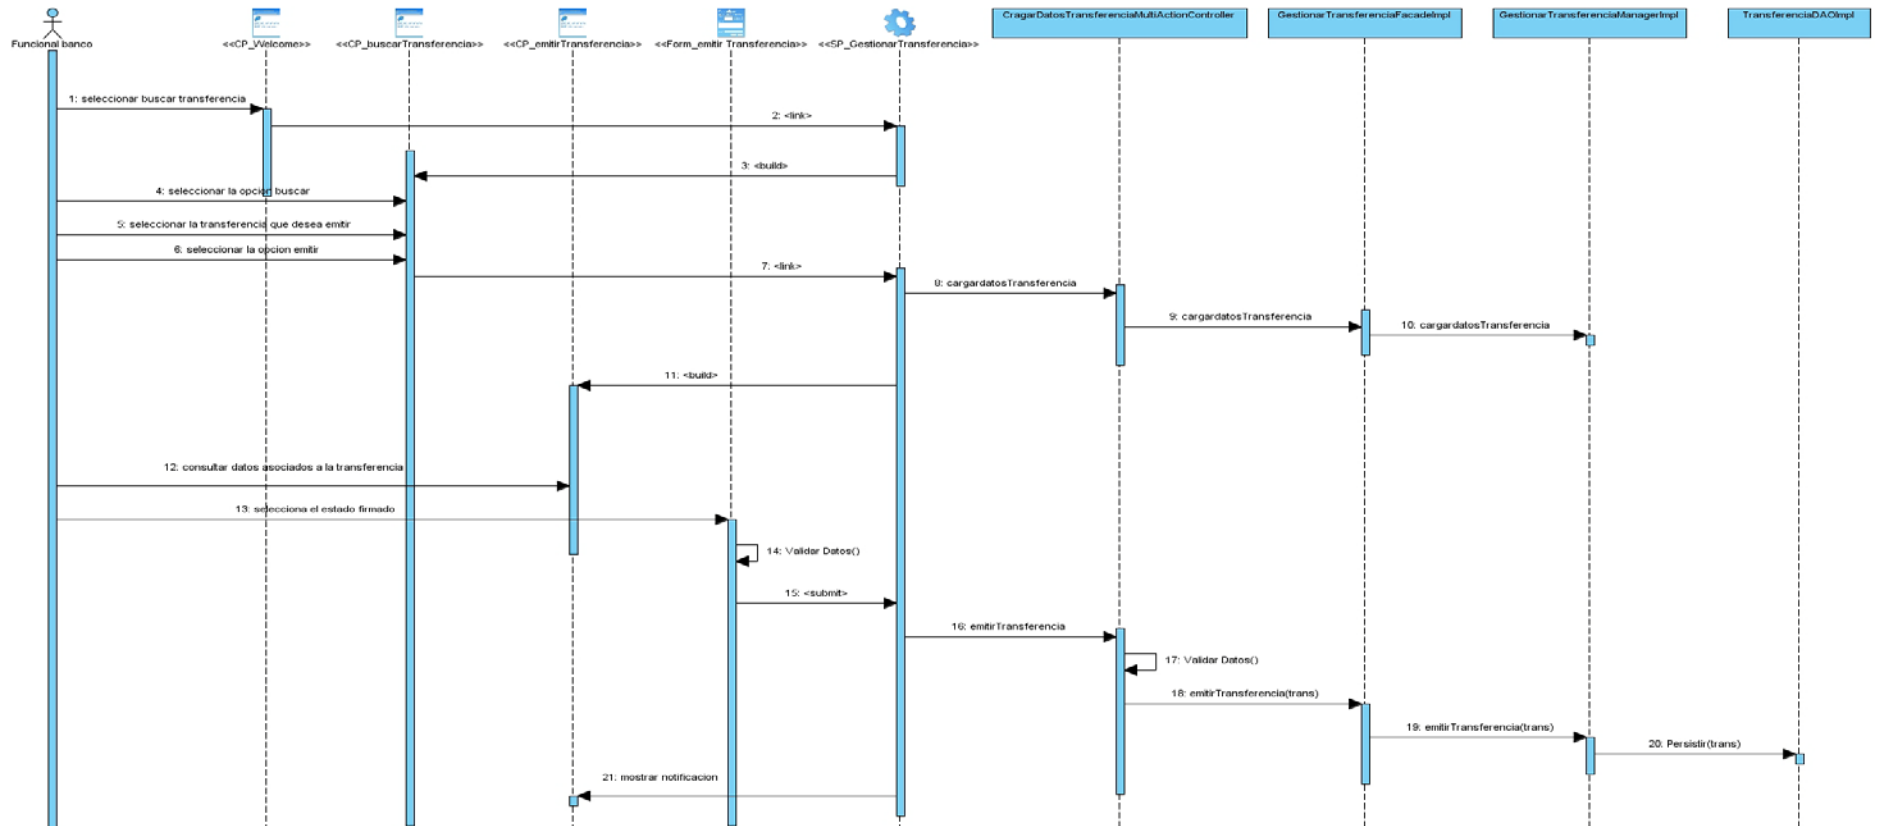 Funcional banco
<<CP_Welcome>>
<<CP_buscarTransferencia>>
<<CP_emitirTransferencia>>
<<Form_emitir Transferencia>>
<<SP_GestionarTransferencia>>
CragarDatosTransferenciaMultiActionController
GestionarTransferenciaFacadeImpl
GestionarTransferenciaManagerImpl
TransferenciaDAOImpl
1: seleccionar buscar transferencia
2: <link>
3: <build>
4: seleccionar la opcion buscar
5: seleccionar la transferencia que desea emitir
6: seleccionar la opcion emitir
7: <link>
8: cargardatosTransferencia
9: cargardatosTransferencia
10: cargardatosTransferencia
11: <build>
12: consultar datos asociados a la transferencia
13: selecciona el estado firmado
14: Validar Datos()
15: <submit>
16: emitirTransferencia
17: Validar Datos()
18: emitirTransferencia(trans)
19: emitirTransferencia(trans)
20: Persistir(trans)
21: mostrar notificacion